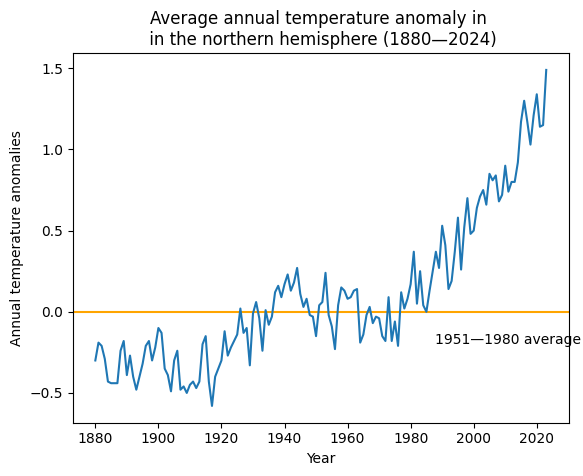 Average annual temperature anomaly in
in the northern hemisphere (1880—2024)
1.5
1.0
0.5
0.0
−0.5
Annual temperature anomalies
1951—1980 average
1880 1900 1920 1940 1960 1980 2000 2020
Year